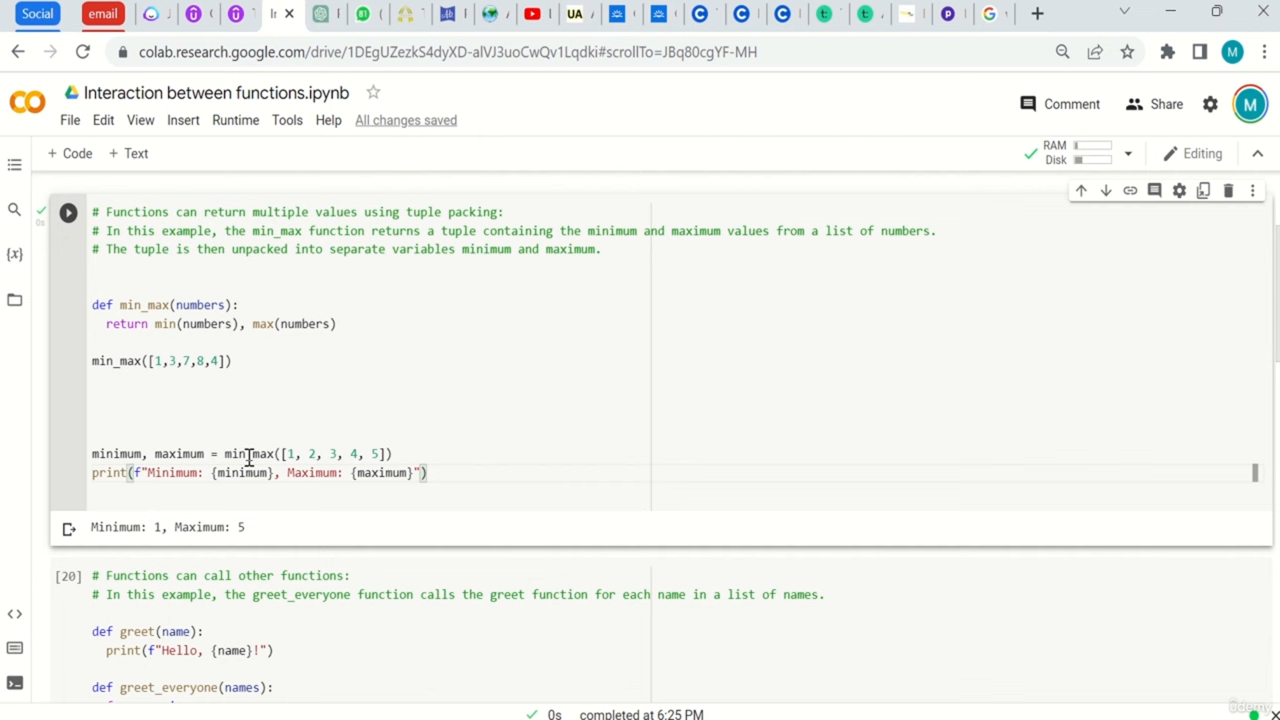 Social
email
colab.research.google.com/drive/1DEgUZezkS4dyXD-alVJ3uoCwQv1Lqdki#scrollTo=JBq80cgYF-MH
M
Interaction between functions.ipynb
Comment
Share
M
File Edit View Insert Runtime Tools Help All changes saved
+ Code + Text
RAM
Disk
Editing
0s
# Functions can return multiple values using tuple packing:
# In this example, the min_max function returns a tuple containing the minimum and maximum values from a list of numbers.
# The tuple is then unpacked into separate variables minimum and maximum.
{x}
def min_max(numbers):
return min(numbers), max(numbers)
min_max([1,3,7,8,4])
minimum, maximum = min_max([1, 2, 3, 4, 5])
print(f"Minimum: {minimum}, Maximum: {maximum}")
Minimum: 1, Maximum: 5
[20] # Functions can call other functions:
# In this example, the greet_everyone function calls the greet function for each name in a list of names.
def greet(name):
print(f"Hello, {name}!")
def greet_everyone(names):
0s completed at 6:25 PM
udemy